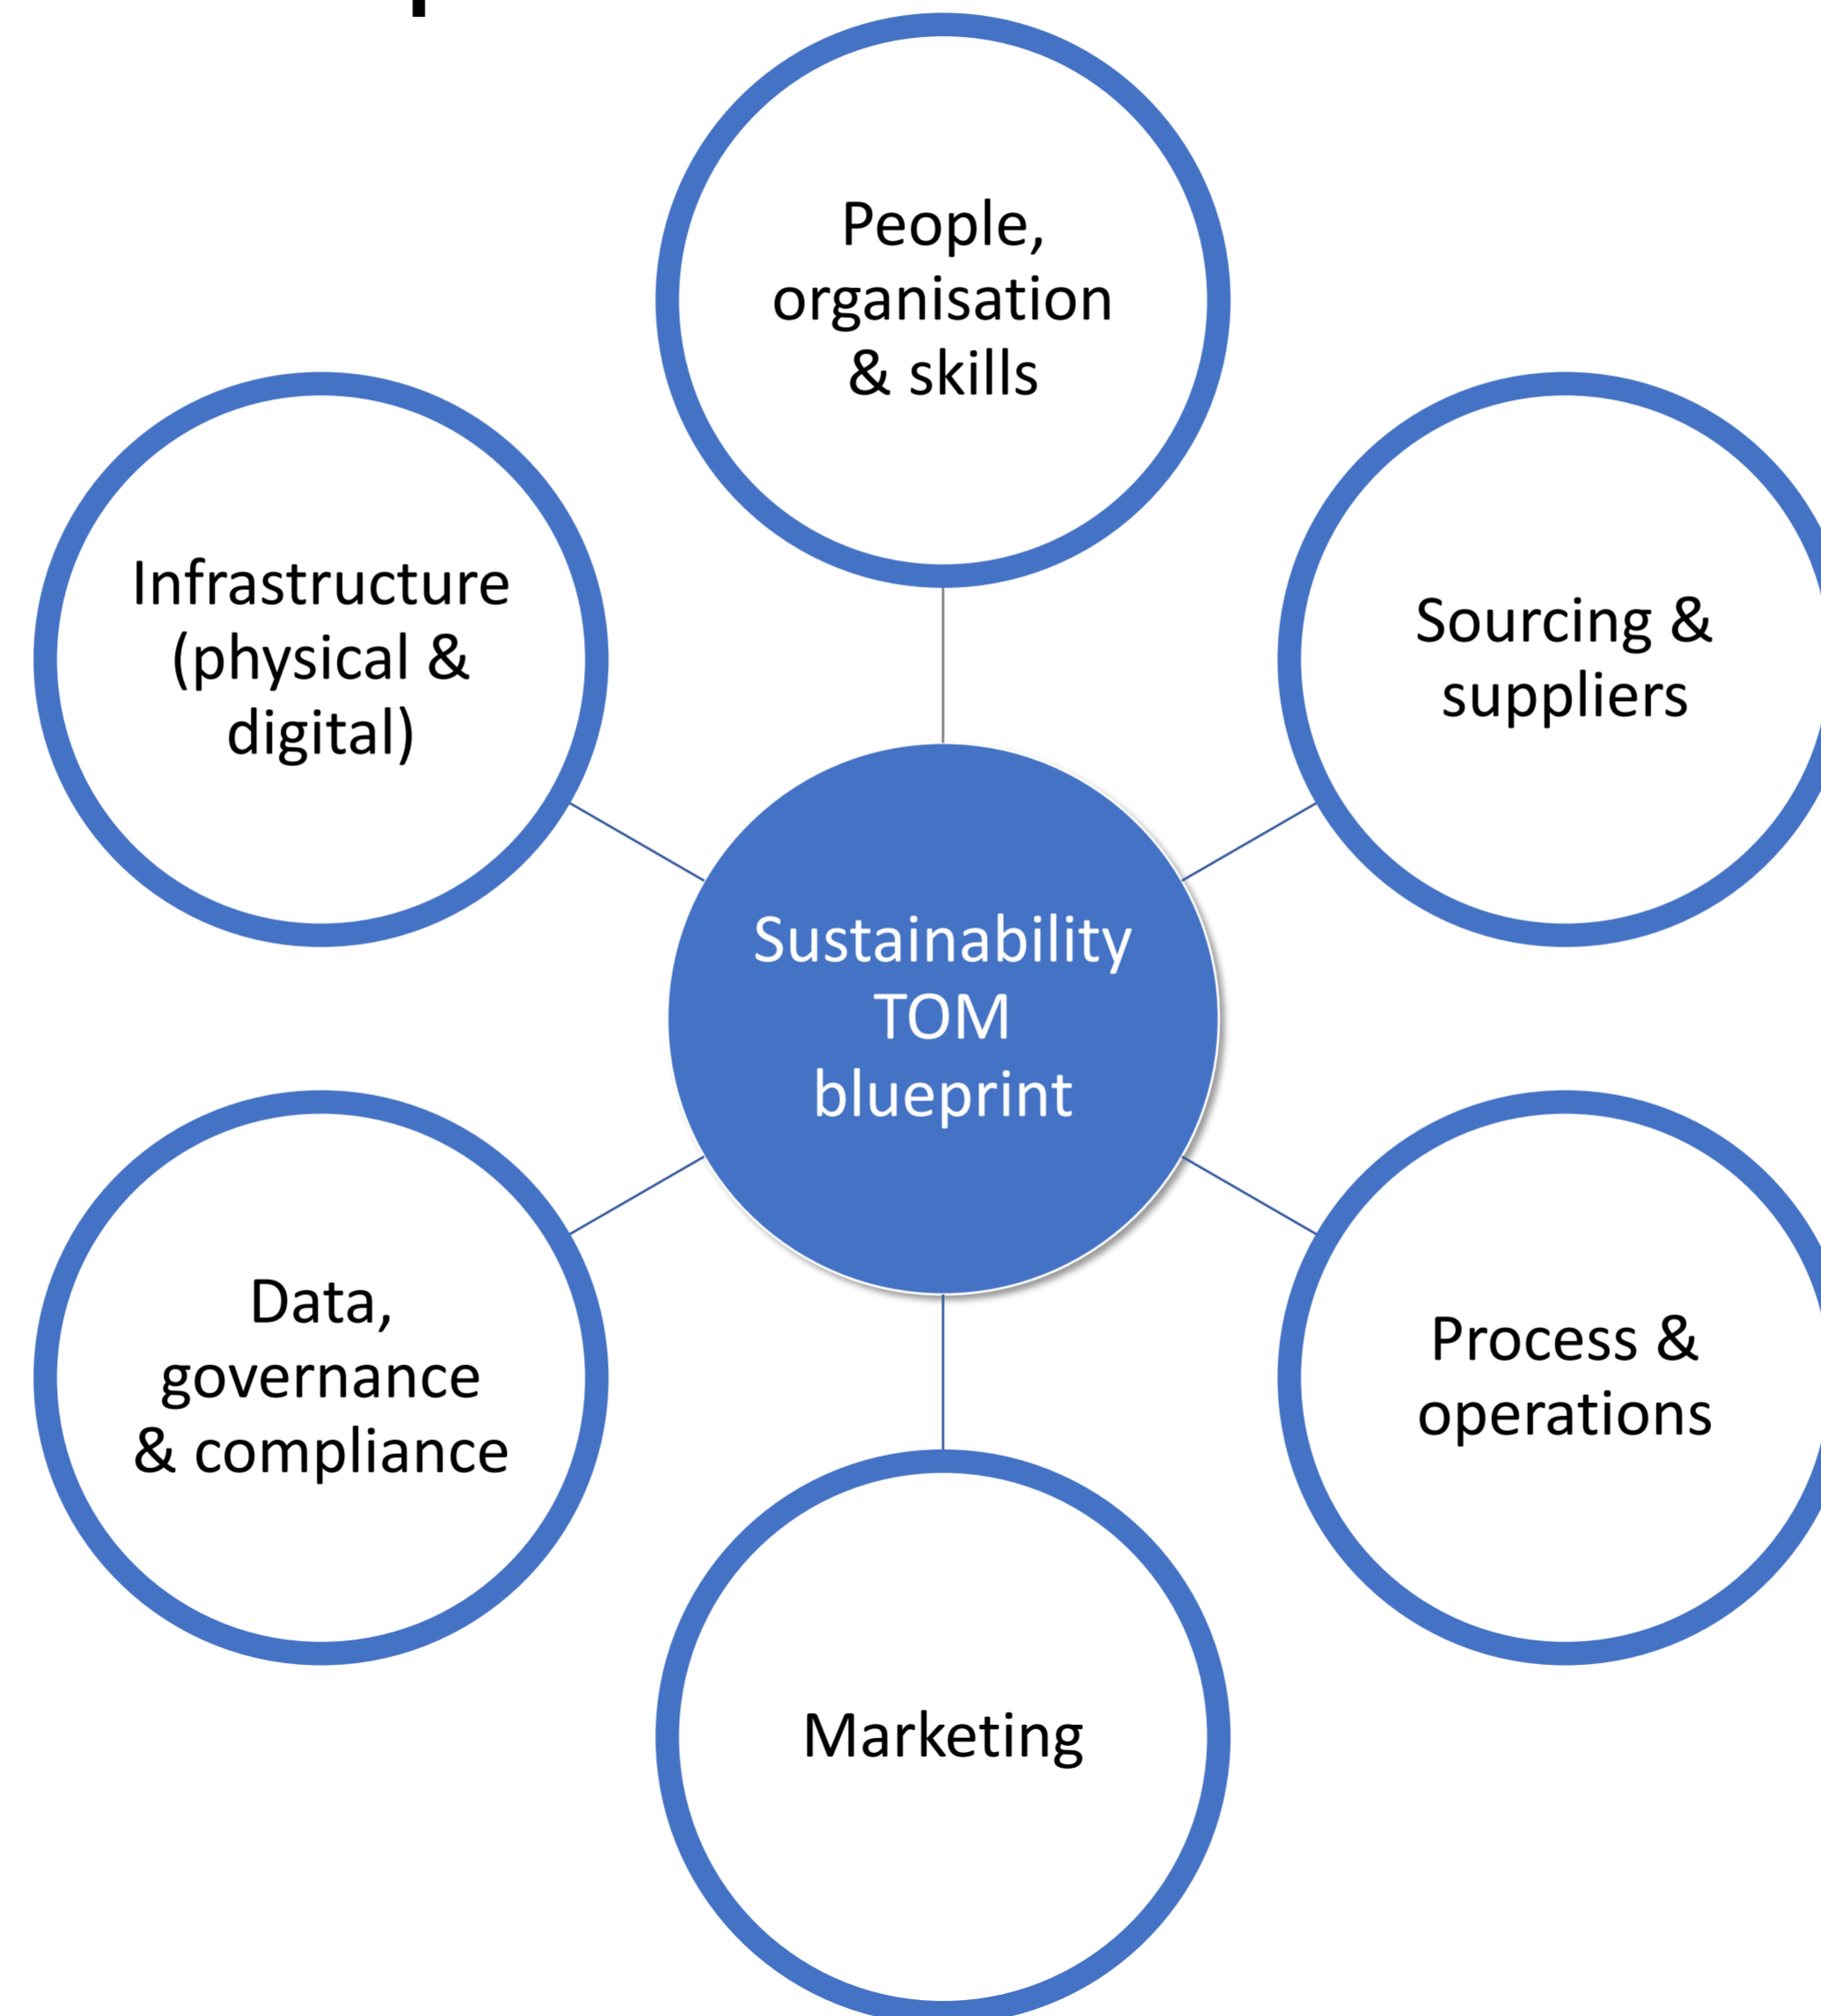 People,
organisation
& skills
Sourcing &
suppliers
Process &
operations
Marketing
Data,
governance
& compliance
Infrastructure
(physical &
digital)
Sustainability
TOM
blueprint